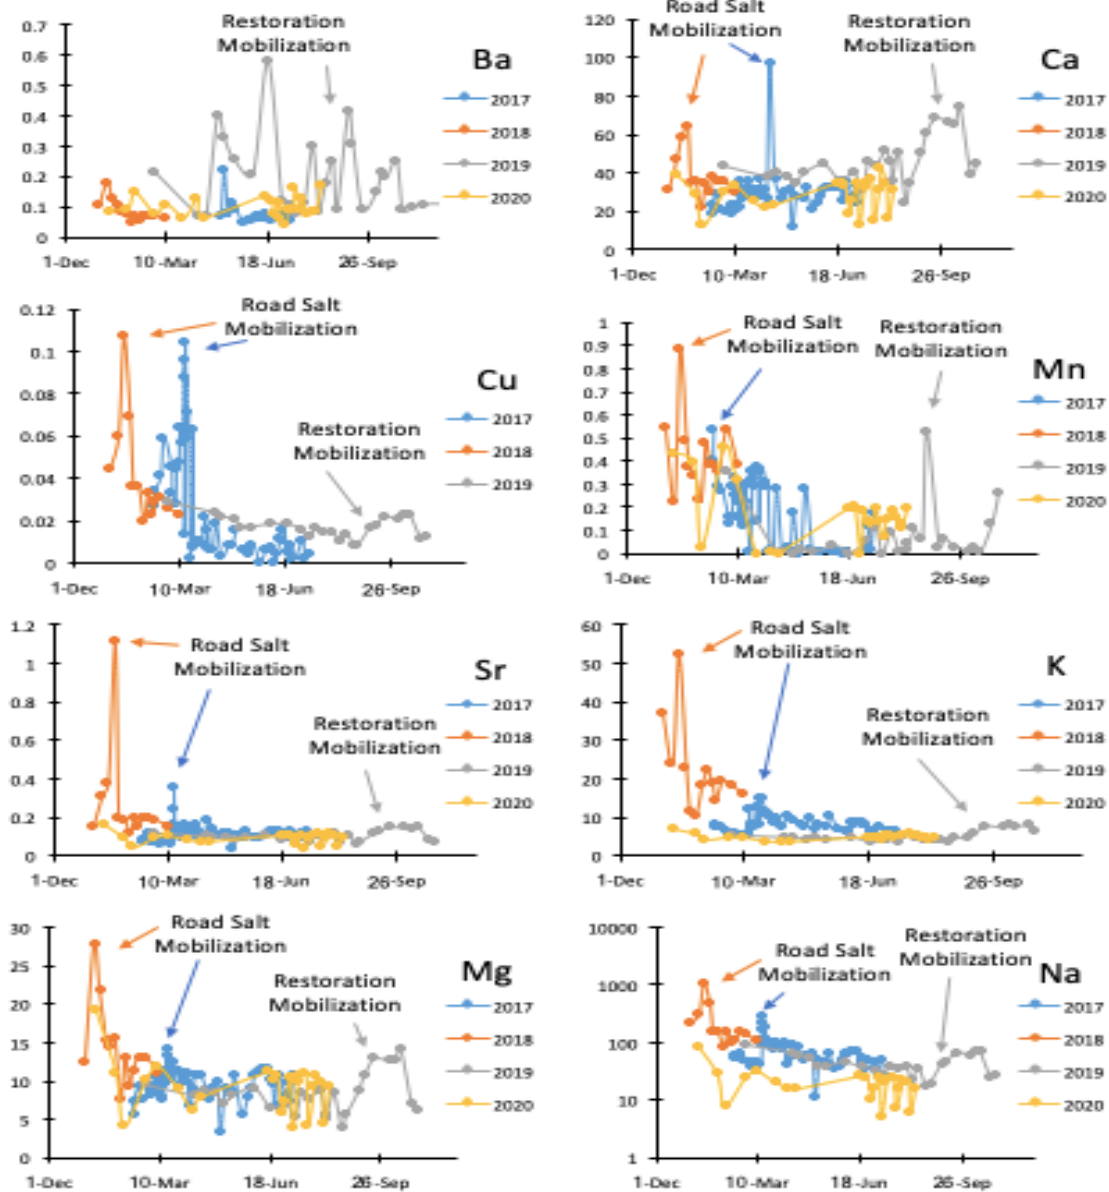 Restoration
Mobilization
Ba
0.7
0.6
0.5
0.4
0.3
0.2
0.1
0
1-Dec 10-Mar 18-Jun 26-Sep
2017
2018
2019
2020
Road Salt
Mobilization
Restoration
Mobilization
Ca
120
100
80
60
40
20
0
1-Dec 10-Mar 18-Jun 26-Sep
2017
2018
2019
2020
Road Salt
Mobilization
Cu
Restoration
Mobilization
0.12
0.1
0.08
0.06
0.04
0.02
0
1-Dec 10-Mar 18-Jun 26-Sep
2017
2018
2019
Road Salt
Mobilization
Restoration
Mobilization
Mn
1
0.9
0.8
0.7
0.6
0.5
0.4
0.3
0.2
0.1
0
1-Dec 10-Mar 18-Jun 26-Sep
2017
2018
2019
2020
Road Salt
Mobilization
Sr
Restoration
Mobilization
1.2
1
0.8
0.6
0.4
0.2
0
1-Dec 10-Mar 18-Jun 26-Sep
2017
2018
2019
2020
Road Salt
Mobilization
K
Restoration
Mobilization
60
50
40
30
20
10
0
1-Dec 10-Mar 18-Jun 26-Sep
2017
2018
2019
2020
Road Salt
Mobilization
Mg
Restoration
Mobilization
30
25
20
15
10
5
0
1-Dec 10-Mar 18-Jun 26-Sep
2017
2018
2019
2020
Road Salt
Mobilization
Restoration
Mobilization
Na
10000
1000
100
10
1
1-Dec 10-Mar 18-Jun 26-Sep
2017
2018
2019
2020